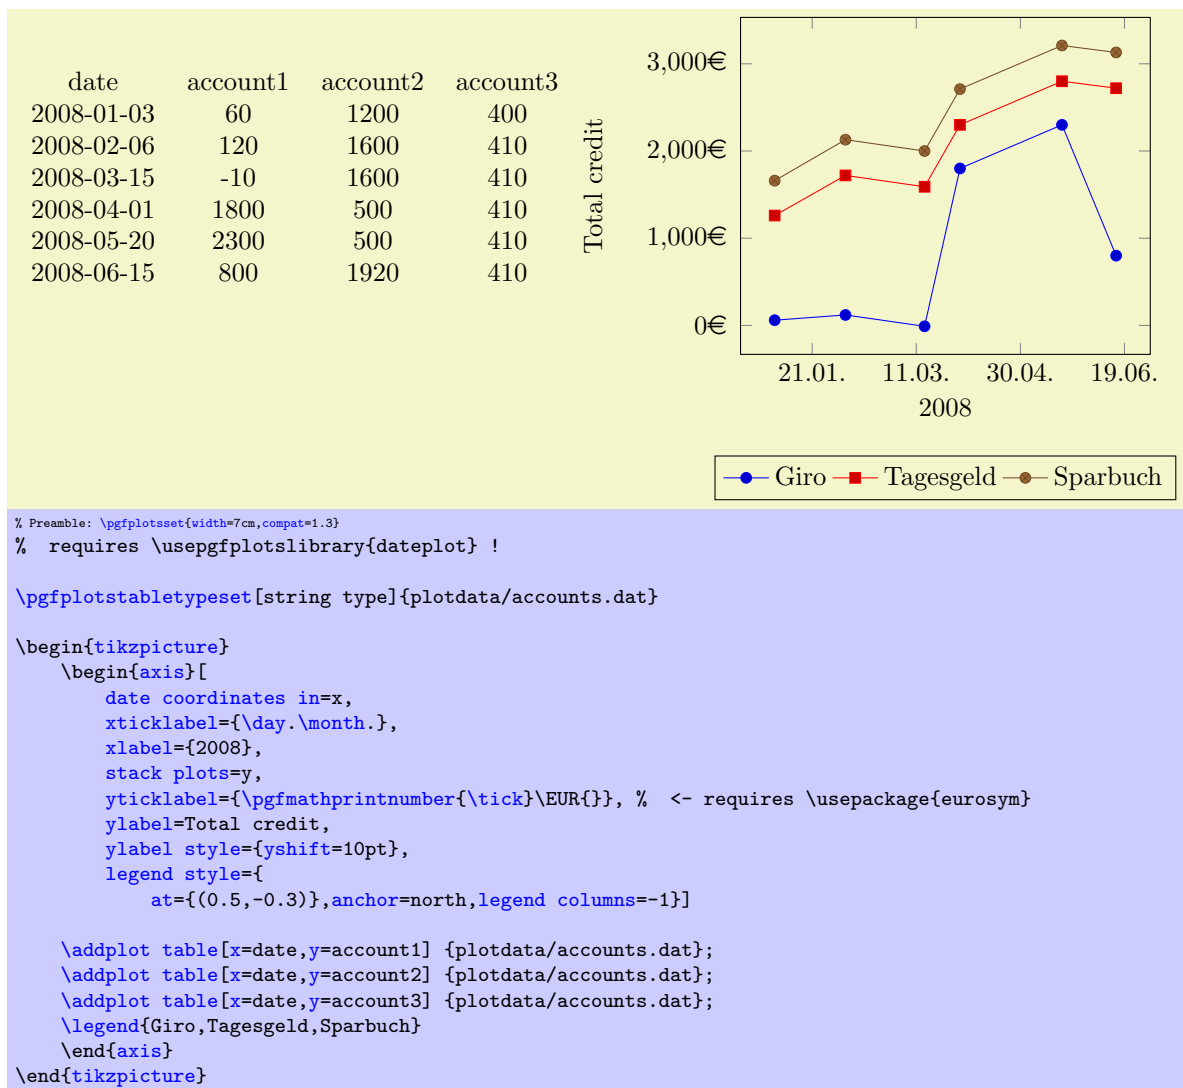 date account1 account2 account3
2008-01-03 60 1200 400
2008-02-06 120 1600 410
2008-03-15 -10 1600 410
2008-04-01 1800 500 410
2008-05-20 2300 500 410
2008-06-15 800 1920 410
Total credit
3,000€
2,000€
1,000€
0€
21.01. 11.03. 30.04. 19.06.
2008
Giro Tagesgeld Sparbuch
% Preamble: \pgfplotsset{width=7cm,compat=1.3}
%  requires \usepgfplotslibrary{dateplot} !
\pgfplotstabletypeset[string type]{plotdata/accounts.dat}
\begin{tikzpicture}
    \begin{axis}[
        date coordinates in=x,
        xticklabel={\day.\month.},
        xlabel={2008},
        stack plots=y,
        yticklabel={\pgfmathprintnumber{\tick}\EUR{}}, %  <- requires \usepackage{eurosym}
        ylabel=Total credit,
        ylabel style={yshift=10pt},
        legend style={
            at={(0.5,-0.3)},anchor=north,legend columns=-1}]
    \addplot table[x=date,y=account1] {plotdata/accounts.dat};
    \addplot table[x=date,y=account2] {plotdata/accounts.dat};
    \addplot table[x=date,y=account3] {plotdata/accounts.dat};
    \legend{Giro,Tagesgeld,Sparbuch}
    \end{axis}
\end{tikzpicture}